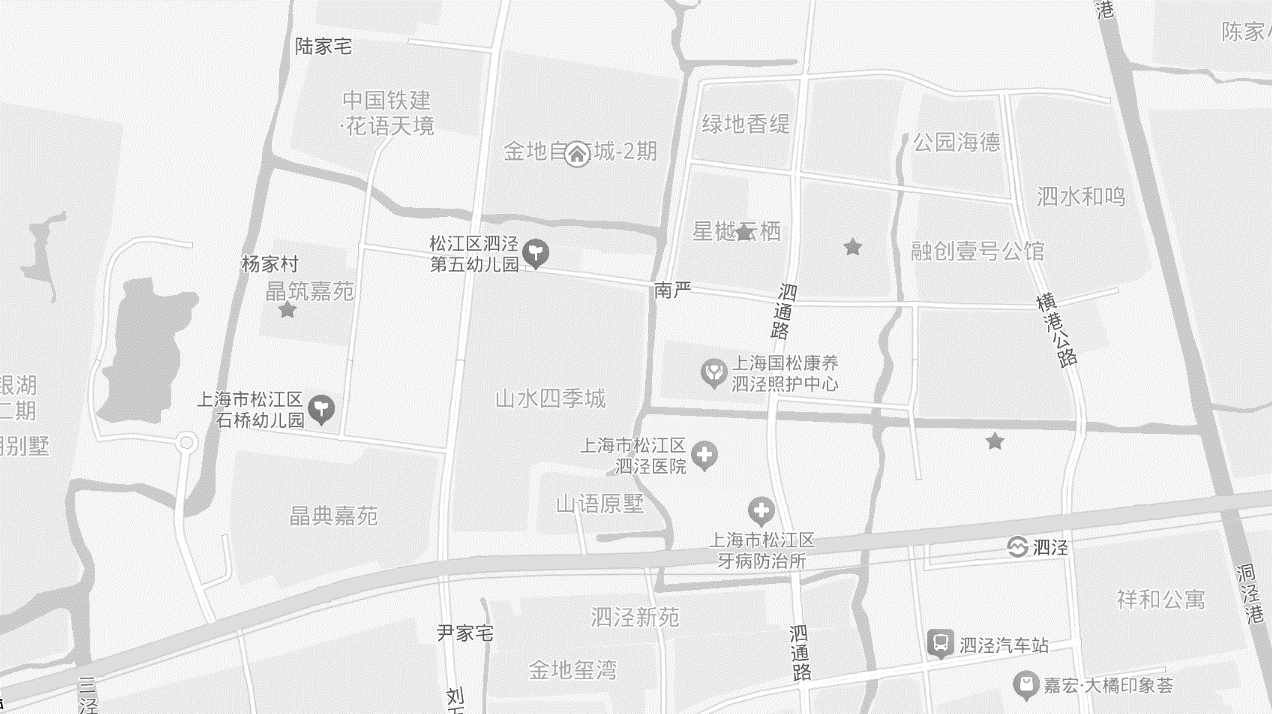 港
陈家
陆家宅
中国铁建
·花语天境
绿地香缇
公园海德
金地自
城-2期
泗水和鸣
星樾云栖
松江区泗泾
第五幼儿园
融创壹号公馆
杨家村
晶筑嘉苑
南严
泗通路
横港公路
上海国松康养
泗泾照护中心
银湖
二期
上海市松江区
石桥幼儿园
山水四季城
别墅
上海市松江区
泗泾医院
山语原墅
晶典嘉苑
上海市松江区
牙病防治所
泗泾
洞泾港
祥和公寓
泗泾新苑
尹家宅
泗通路
泗泾汽车站
金地玺湾
嘉宏·大橘印象荟
三泾
刘